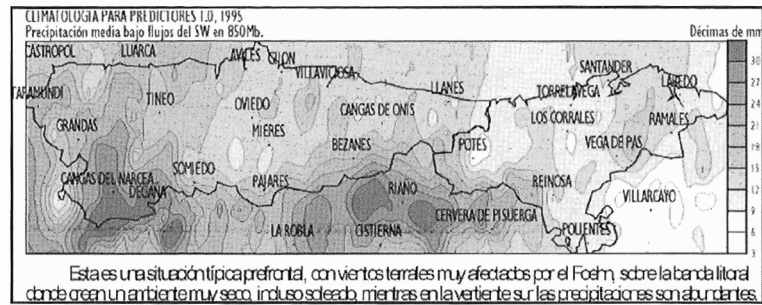 CLIMATOLOGIA PARA PREDICTORES 1.0, 1995
Precipitación media bajo flujos del SW en 850Mb.
Décimas de mm
CASTROPOL LUARCA AVILES GIJON SANTANDER
VILLAVICIOSA LLANES TORRELAVEGA LAREDO
TARAMUNDI TINEO OVIEDO CANGAS DE ONIS LOS CORRALES RAMALES
GRANDAS MIERES BEZANES POTES VEGA DE PAS
CANGAS DEL NARCEA SOMIEDO PAJARES RIAÑO REINOSA VILLARCAYO
DEGAÑA
LA ROBLA CISTIERNA CERVERA DE PISUERGA POLIENTES
30
27
24
21
18
15
12
9
6
3
Esta es una situación típica prefrontal, con vientos terrales muy afectados por el Foehn, sobre la banda litoral
donde crean un ambiente muy seco, incluso soleado, mientras en la vertiente sur las precipitaciones son abundantes.